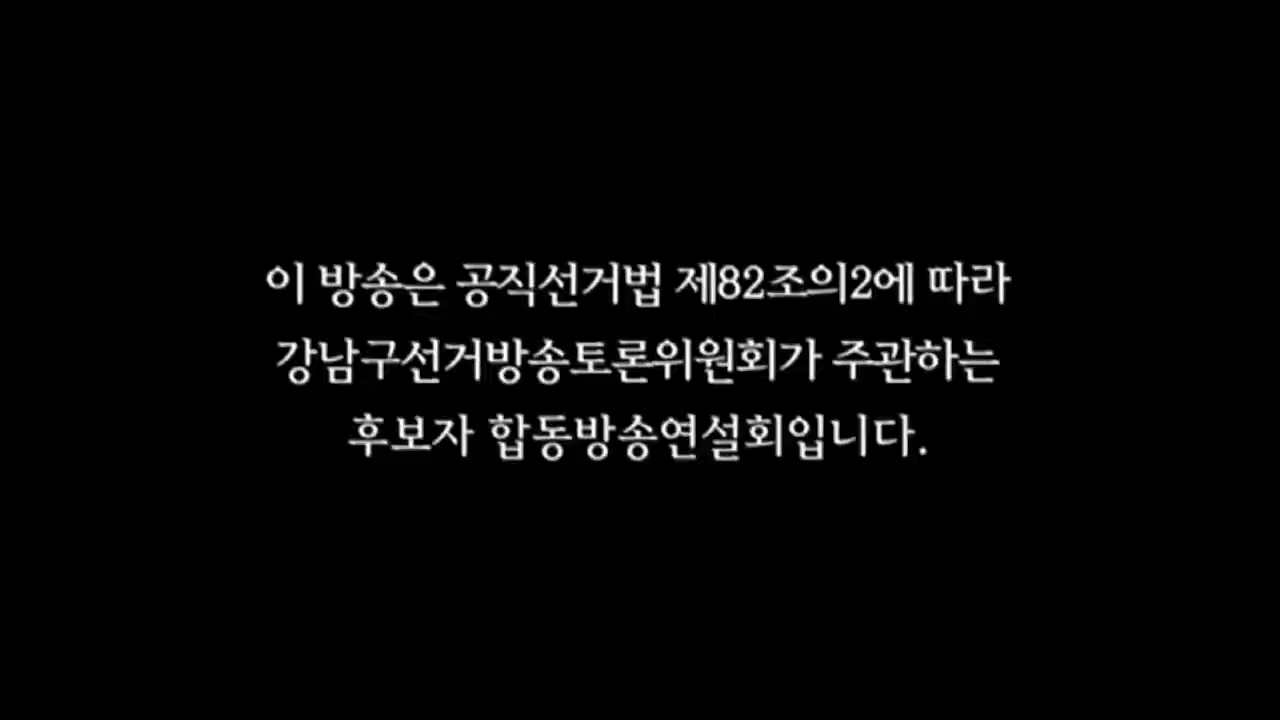 이 방송은 공직선거법 제82조의2에 따라
강남구선거방송토론위원회가 주관하는
후보자 합동방송연설회입니다.